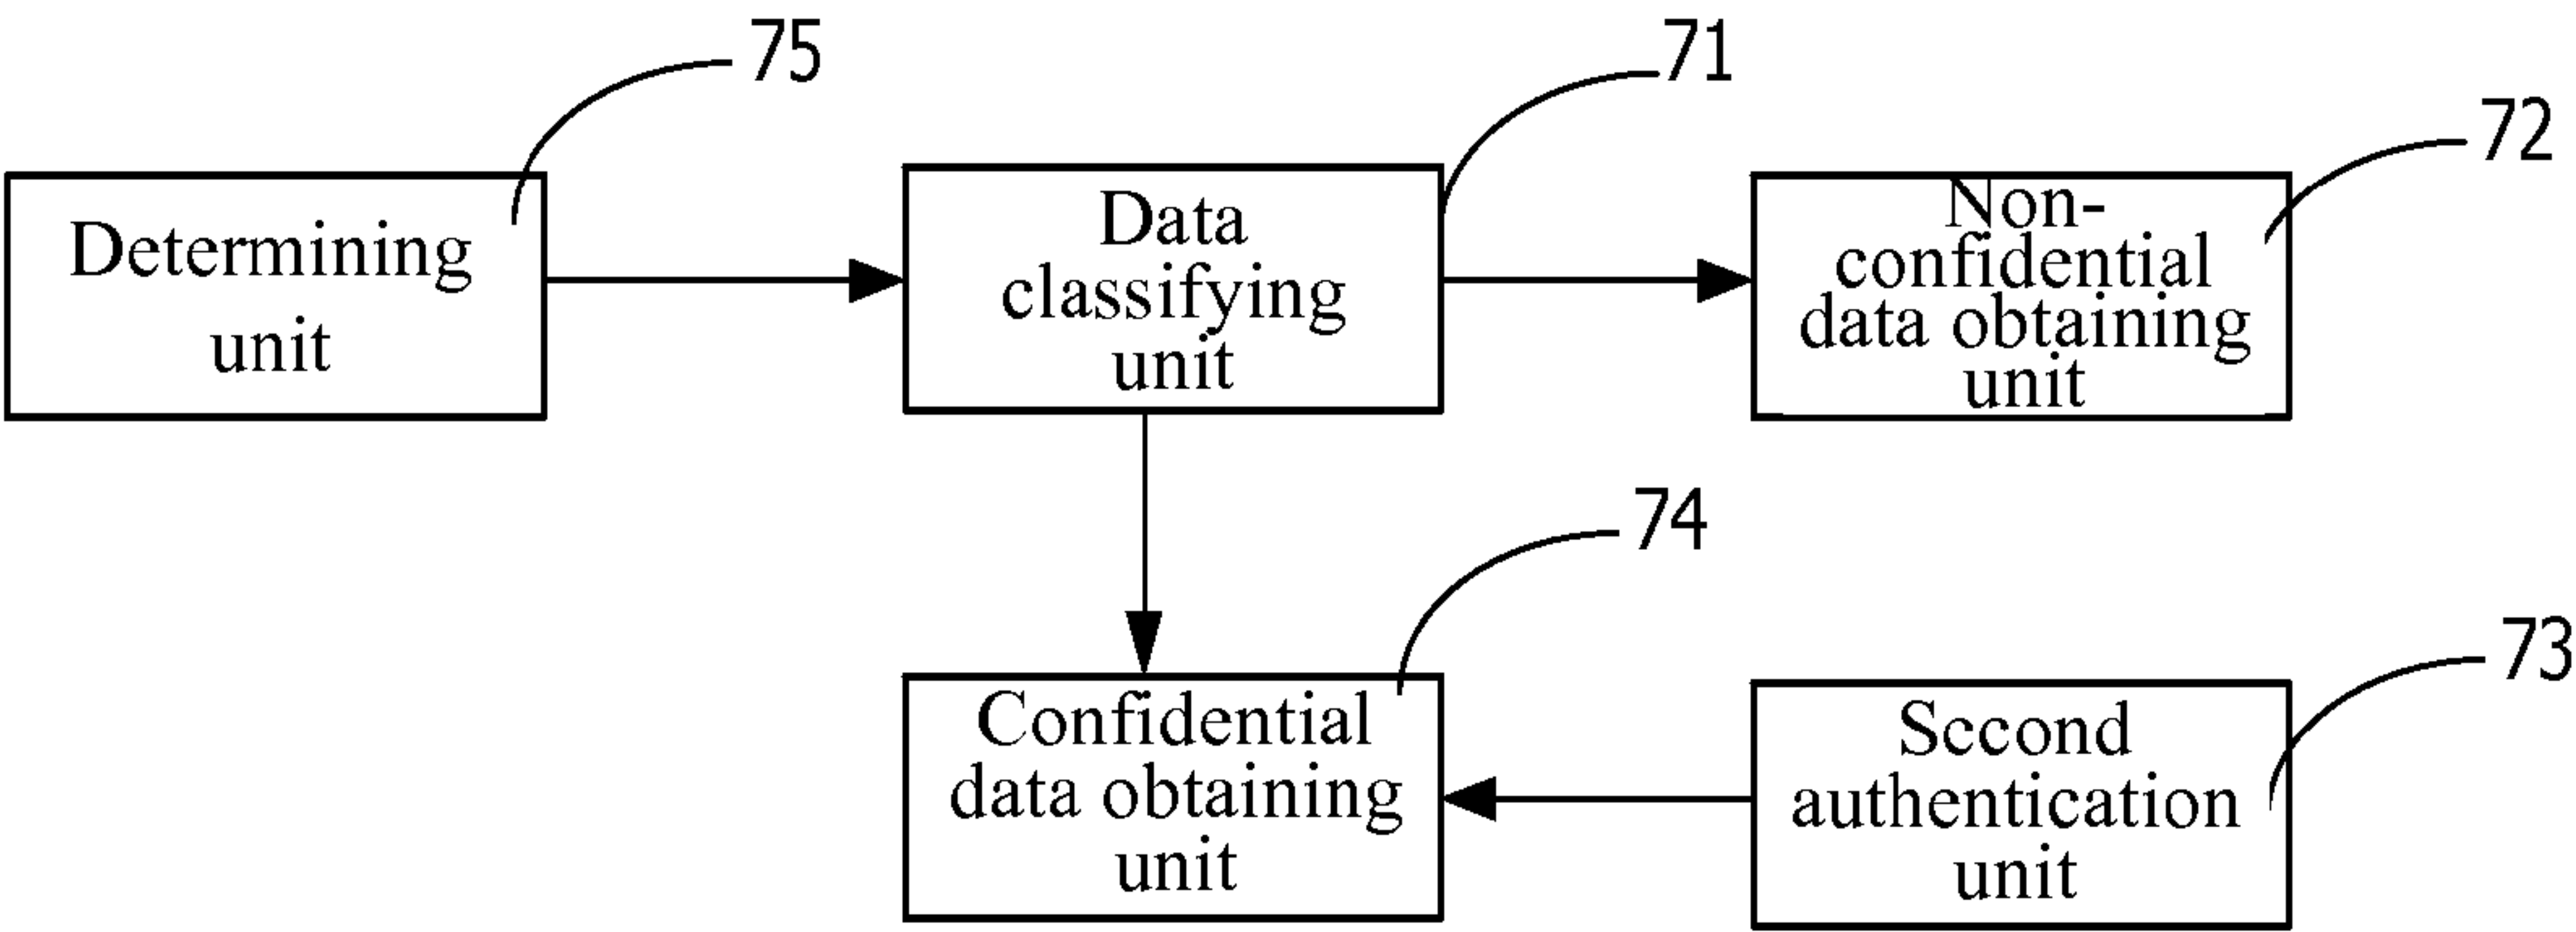 75
Determining
unit
71
Data
classifying
unit
72
Non-
confidential
data obtaining
unit
74
Confidential
data obtaining
unit
73
Sccond
authentication
unit